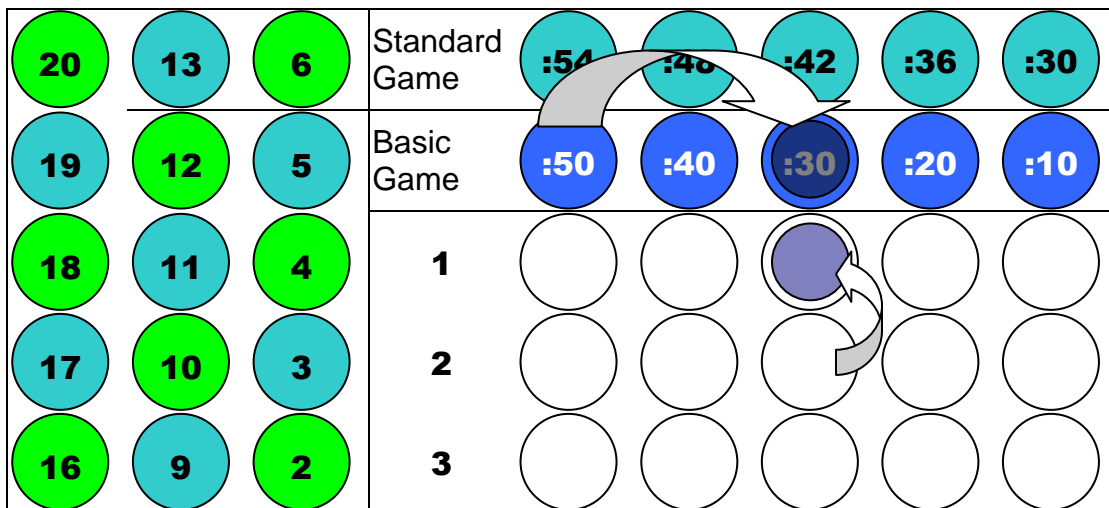 20 13 6 Standard Game :54 :48 :42 :36 :30
19 12 5 Basic Game :50 :40 :30 :20 :10
18 11 4 1
17 10 3 2
16 9 2 3